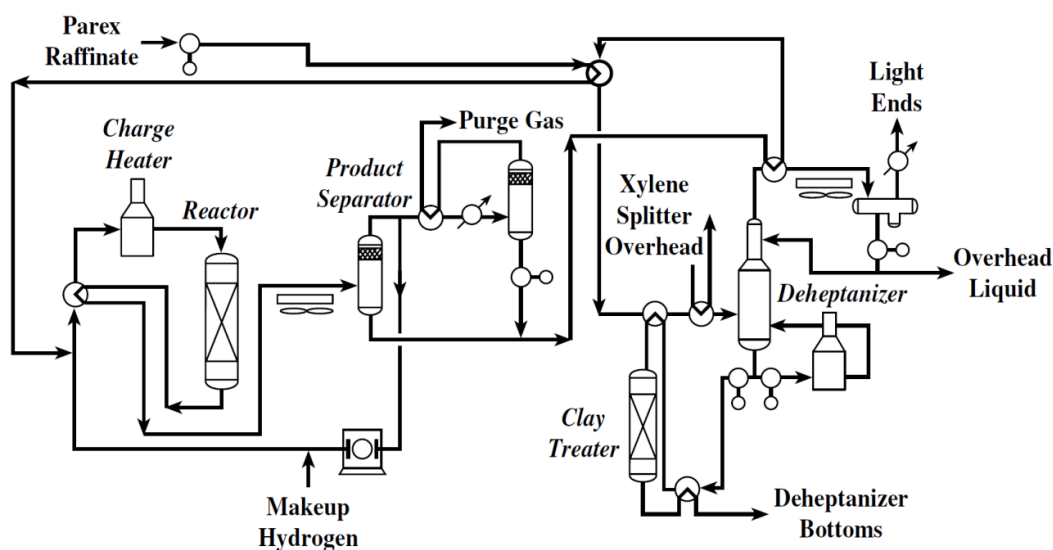 Parex
Raffinate
Light
Ends
Charge
Heater
Purge Gas
Product
Separator
Reactor
Xylene
Splitter
Overhead
Overhead
Liquid
Deheptanizer
Clay
Treater
Makeup
Hydrogen
Deheptanizer
Bottoms